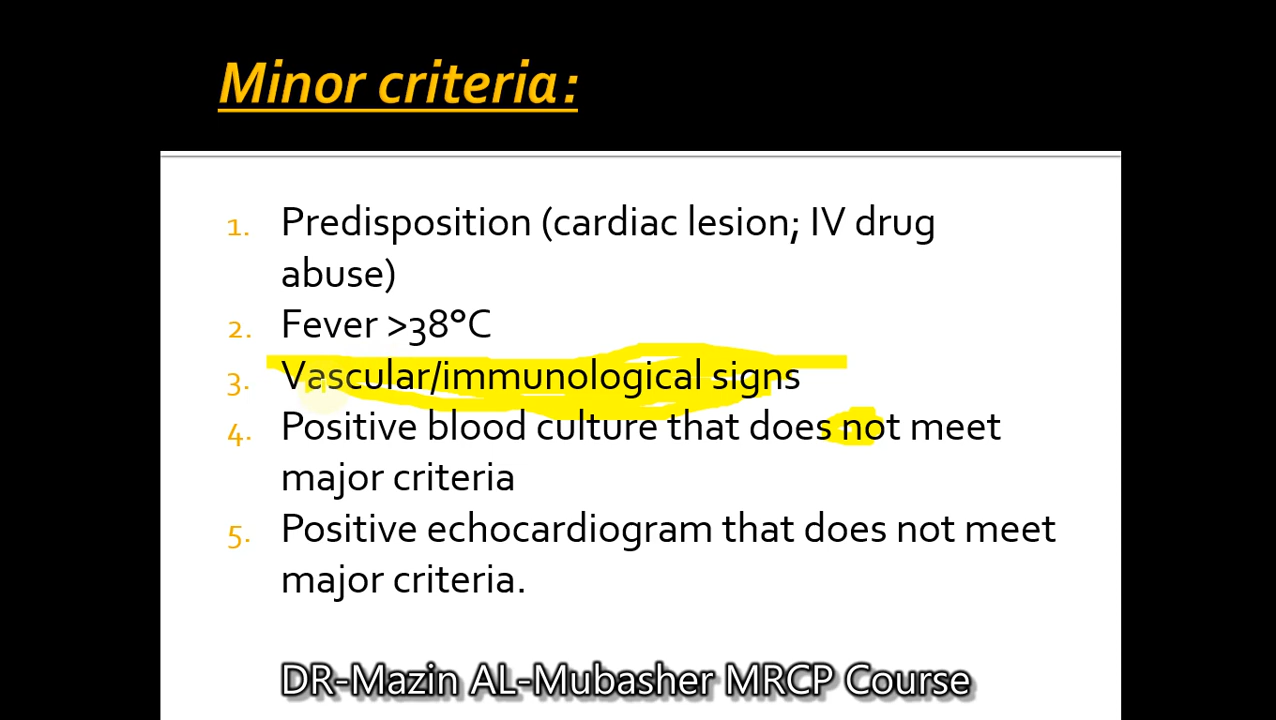 Minor criteria:
1. Predisposition (cardiac lesion; IV drug
abuse)
2. Fever >38°C
3. Vascular/immunological signs
4. Positive blood culture that does not meet
major criteria
5. Positive echocardiogram that does not meet
major criteria.
DR-Mazin AL-Mubasher MRCP Course